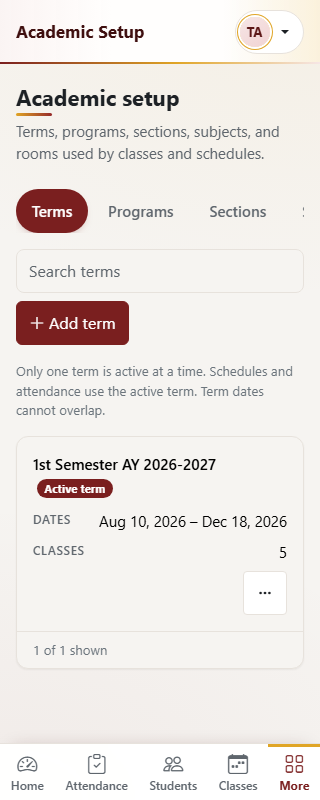 Academic Setup
TA
Academic setup
Terms, programs, sections, subjects, and
rooms used by classes and schedules.
Terms Programs Sections
Search terms
+ Add term
Only one term is active at a time. Schedules and
attendance use the active term. Term dates
cannot overlap.
1st Semester AY 2026-2027
Active term
DATES Aug 10, 2026 – Dec 18, 2026
CLASSES 5
...
1 of 1 shown
Home Attendance Students Classes More